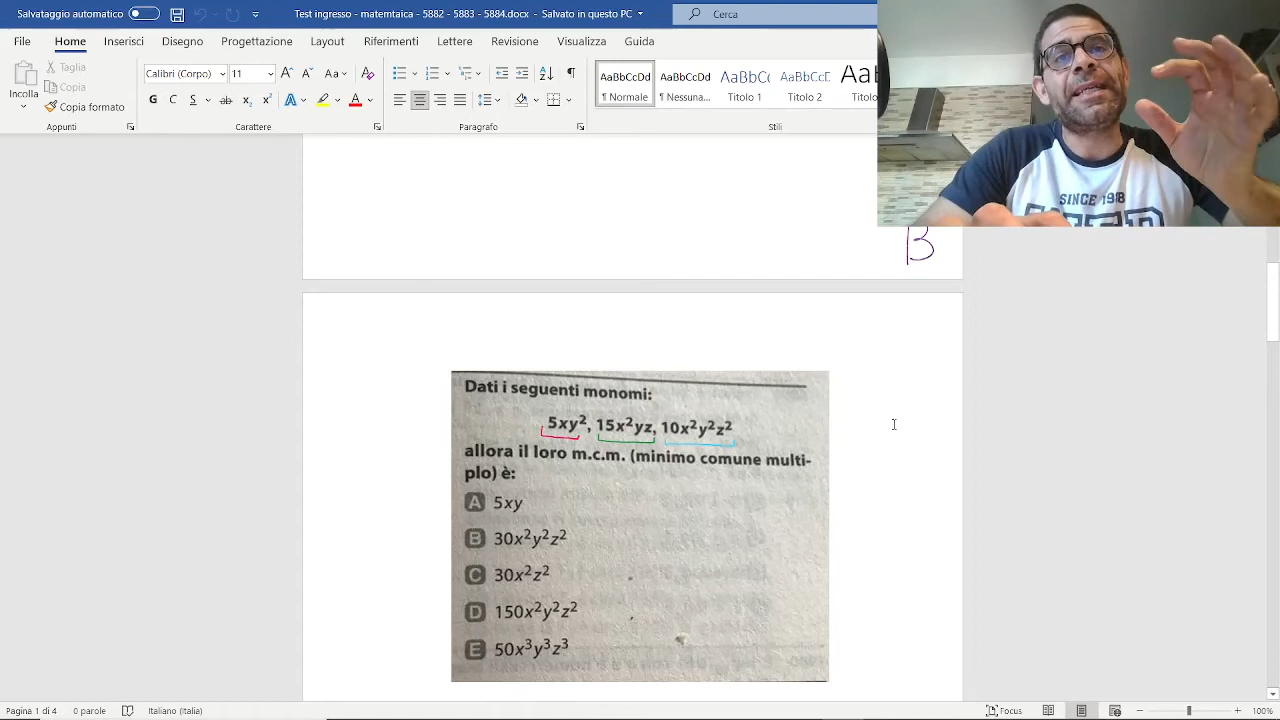 Salvataggio automatico
Test ingresso - 5882 - 5883 - 5884.docx - Salvato in questo PC
Cerca
File Home Inserisci Disegno Progettazione Layout Riferimenti Lettere Revisione Visualizza Guida
Incolla
Taglia
Copia
Copia formato
Calibri (Corpo) 11
Aa
G
ab
A
A
AaBbCcDd AaBbCcDd AaBbCc AaBbCcD AaB
¶ Normale ¶ Nessuna... Titolo 1 Titolo 2 Titolo
Appunti Carattere Paragrafo Stili
SINCE 1988
B
Dati i seguenti monomi:
5xy², 15x²yz, 10x²y²z²
allora il loro m.c.m. (minimo comune multi-
plo) è:
A 5xy
B 30x²y²z²
C 30x²z²
D 150x²y²z²
E 50x³y³z³
Pagina 1 di 4 0 parole Italiano (Italia) Focus 100%